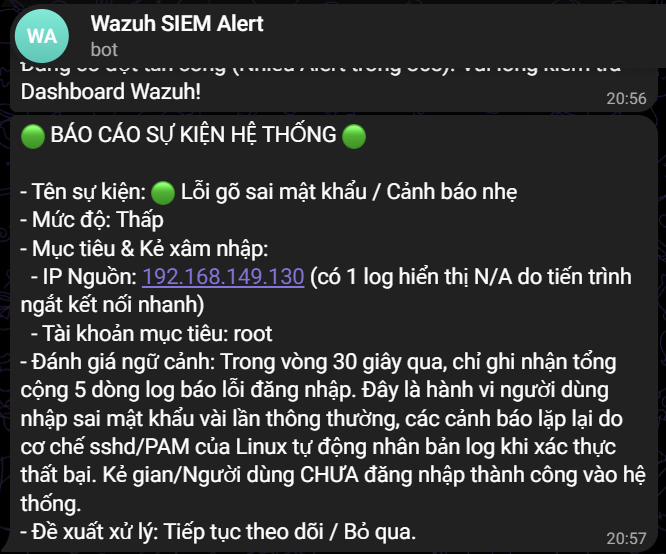 WA
Wazuh SIEM Alert
bot
Dashboard Wazuh!
20:56
🟢 BÁO CÁO SỰ KIỆN HỆ THỐNG 🟢
- Tên sự kiện: 🟢 Lỗi gõ sai mật khẩu / Cảnh báo nhẹ
- Mức độ: Thấp
- Mục tiêu & Kẻ xâm nhập:
- IP Nguồn: 192.168.149.130 (có 1 log hiển thị N/A do tiến trình
ngắt kết nối nhanh)
- Tài khoản mục tiêu: root
- Đánh giá ngữ cảnh: Trong vòng 30 giây qua, chỉ ghi nhận tổng
cộng 5 dòng log báo lỗi đăng nhập. Đây là hành vi người dùng
nhập sai mật khẩu vài lần thông thường, các cảnh báo lặp lại do
cơ chế sshd/PAM của Linux tự động nhân bản log khi xác thực
thất bại. Kẻ gian/Người dùng CHƯA đăng nhập thành công vào hệ
thống.
- Đề xuất xử lý: Tiếp tục theo dõi / Bỏ qua.
20:57